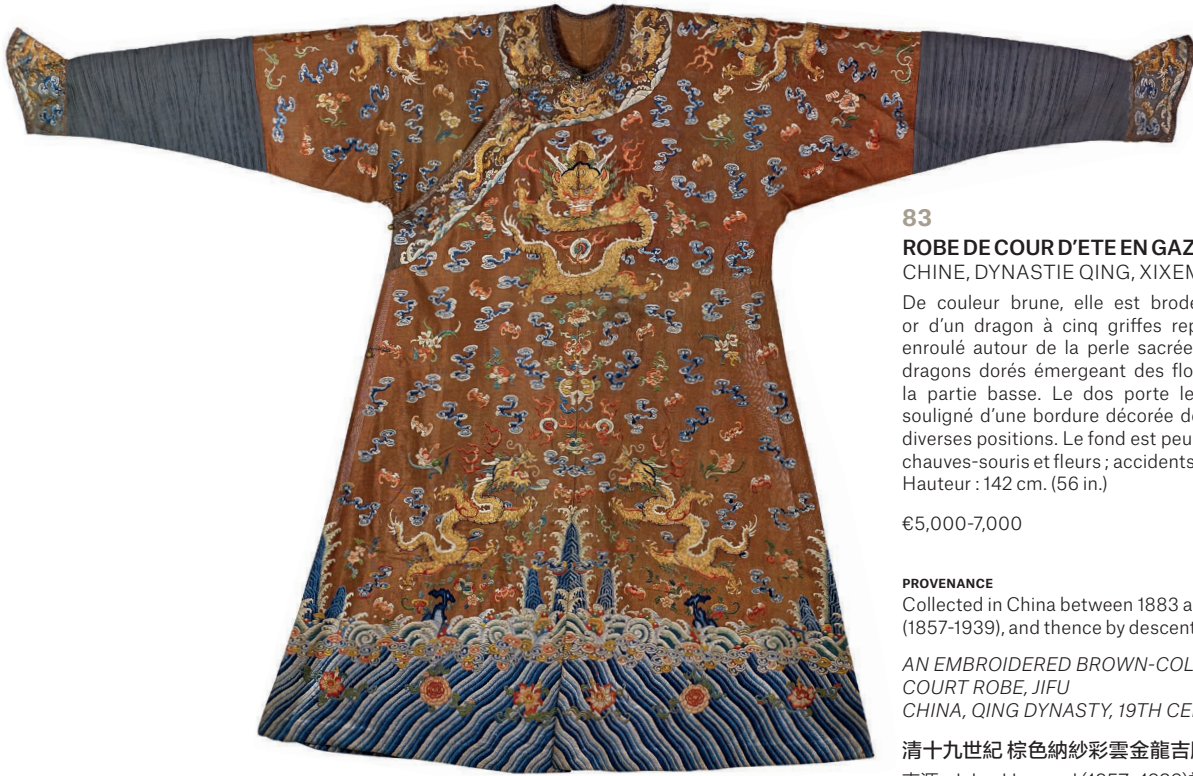 83
ROBE DE COUR D'ETE EN GAZ
CHINE, DYNASTIE QING, XIXEM
De couleur brune, elle est brod
or d'un dragon à cinq griffes rep
enroulé autour de la perle sacrée
dragons dorés émergeant des flo
la partie basse. Le dos porte le
souligné d'une bordure décorée d
diverses positions. Le fond est peu
chauves-souris et fleurs ; accidents
Hauteur : 142 cm. (56 in.)
€5,000-7,000
PROVENANCE
Collected in China between 1883 a
(1857-1939), and thence by descent
AN EMBROIDERED BROWN-COL
COURT ROBE, JIFU
CHINA, QING DYNASTY, 19TH CE
清十九世紀 棕色納紗彩雲金龍吉